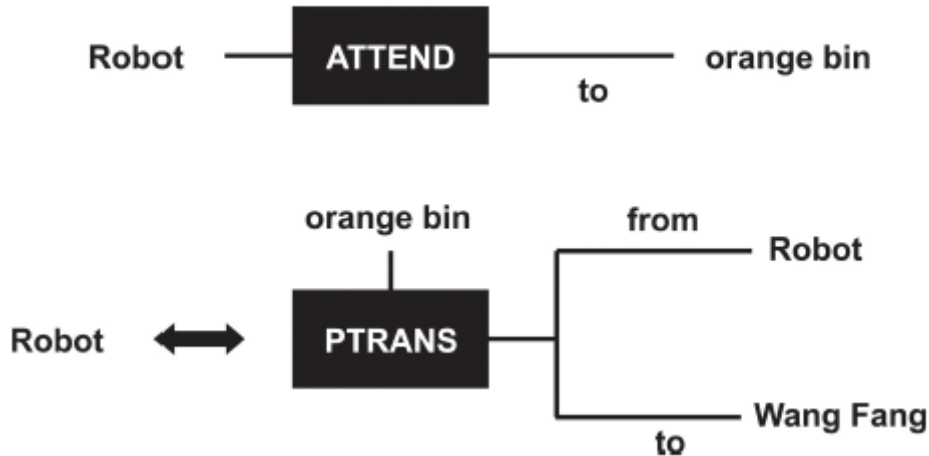 Robot ATTEND orange bin
to
orange bin
from
Robot
Robot PTRANS
Wang Fang
to